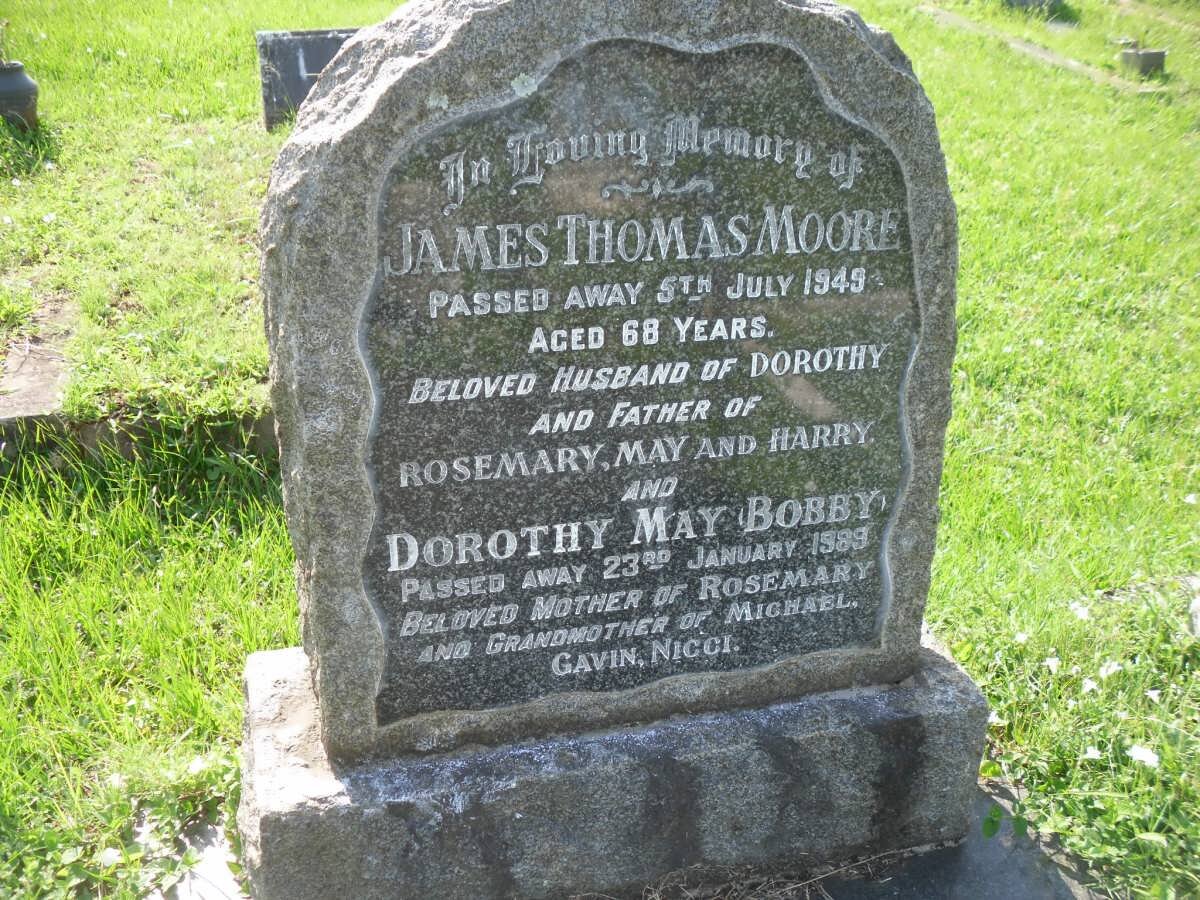 In Loving Memory of
JAMES THOMAS MOORE
PASSED AWAY 5TH JULY 1949
AGED 68 YEARS.
BELOVED HUSBAND OF DOROTHY
AND FATHER OF
ROSEMARY, MAY AND HARRY.
AND
DOROTHY MAY (BOBBY)
PASSED AWAY 23RD JANUARY 1989
BELOVED MOTHER OF ROSEMARY
AND GRANDMOTHER OF MICHAEL,
GAVIN, NICCI.